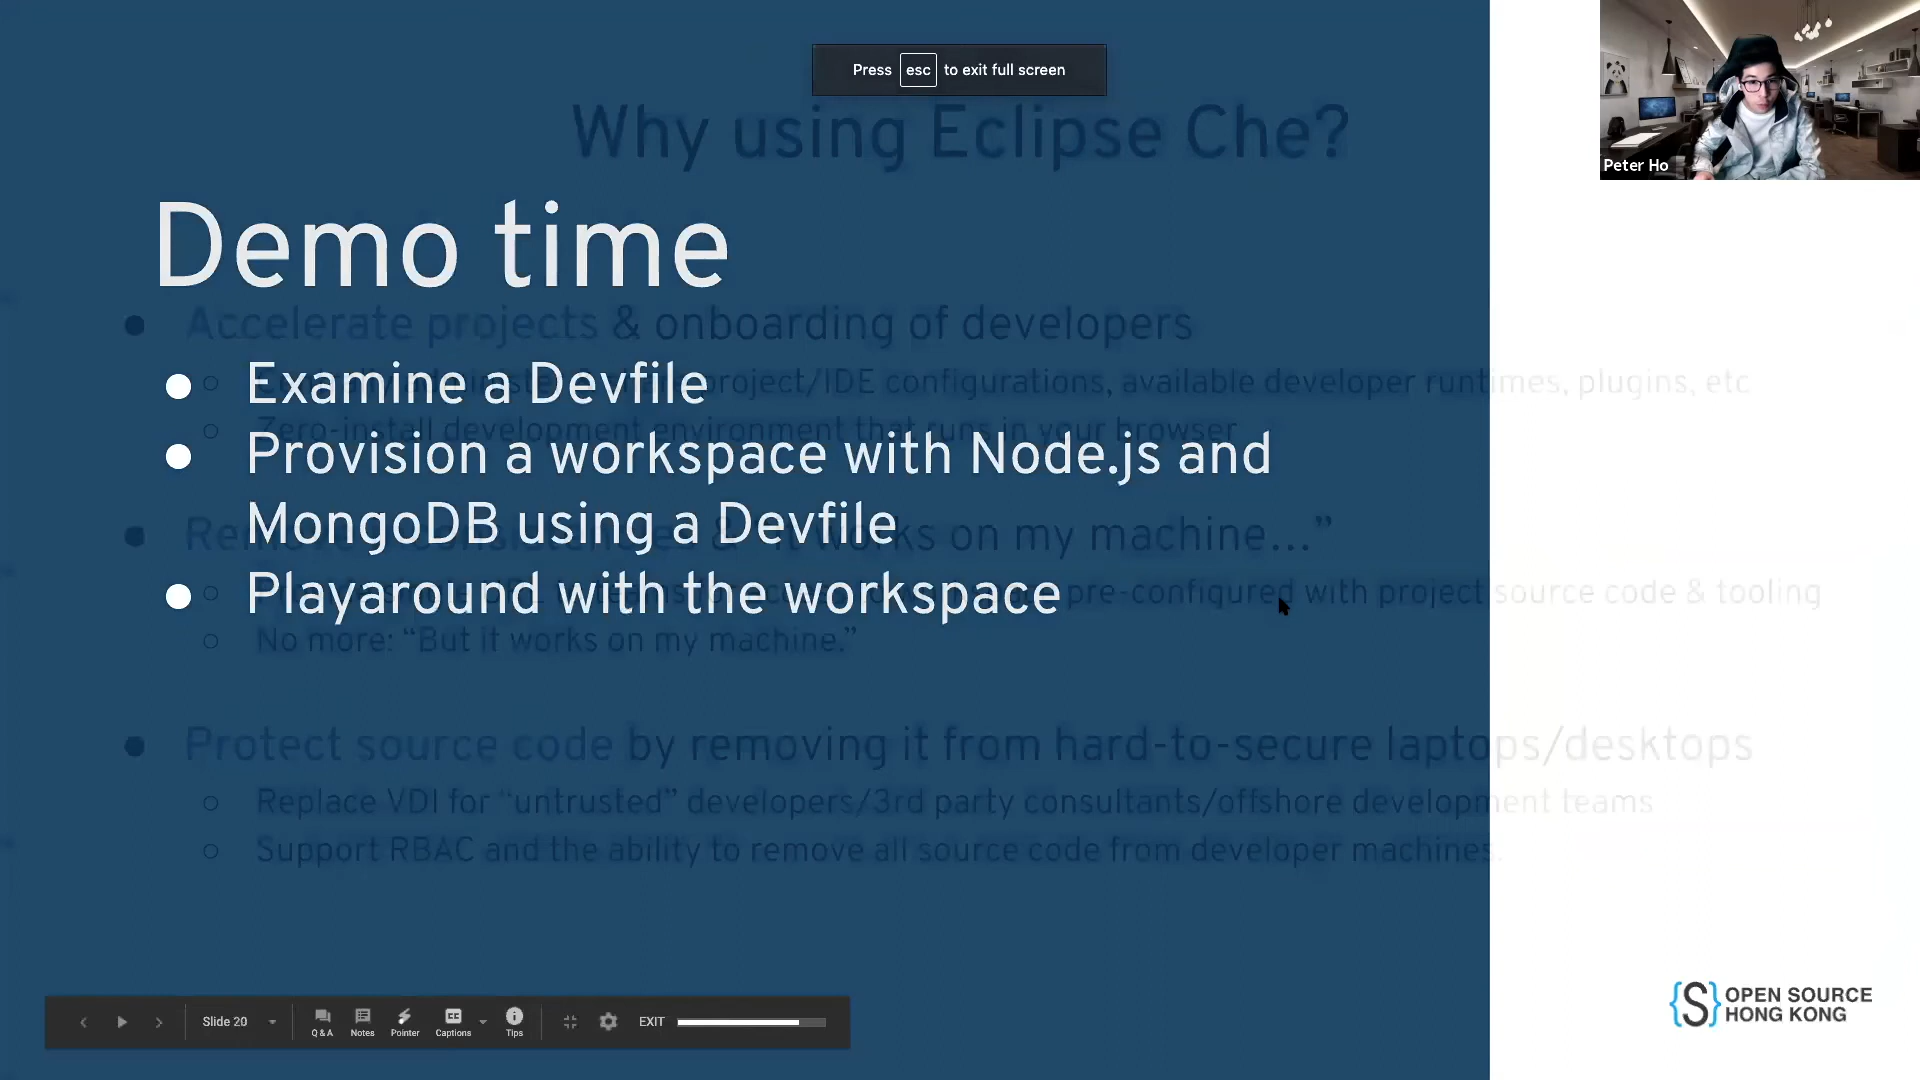 Press esc to exit full screen
Why using Eclipse Che?
Peter Ho
Demo time
Accelerate projects & onboarding of developers
Examine a Devfile
project/IDE configurations, available developer runtimes, plugins, etc
Zero-install development environment that runs in your browser
Provision a workspace with Node.js and
MongoDB using a Devfile
works on my machine…”
Playaround with the workspace
pre-configured with project source code & tooling
No more: “But it works on my machine.”
Protect source code by removing it from hard-to-secure laptops/desktops
Replace VDI for “untrusted” developers/3rd party consultants/offshore development teams
Support RBAC and the ability to remove all source code from developer machines.
{S} OPEN SOURCE
HONG KONG
Slide 20
Q & A
Notes
Pointer
Captions
Tips
EXIT